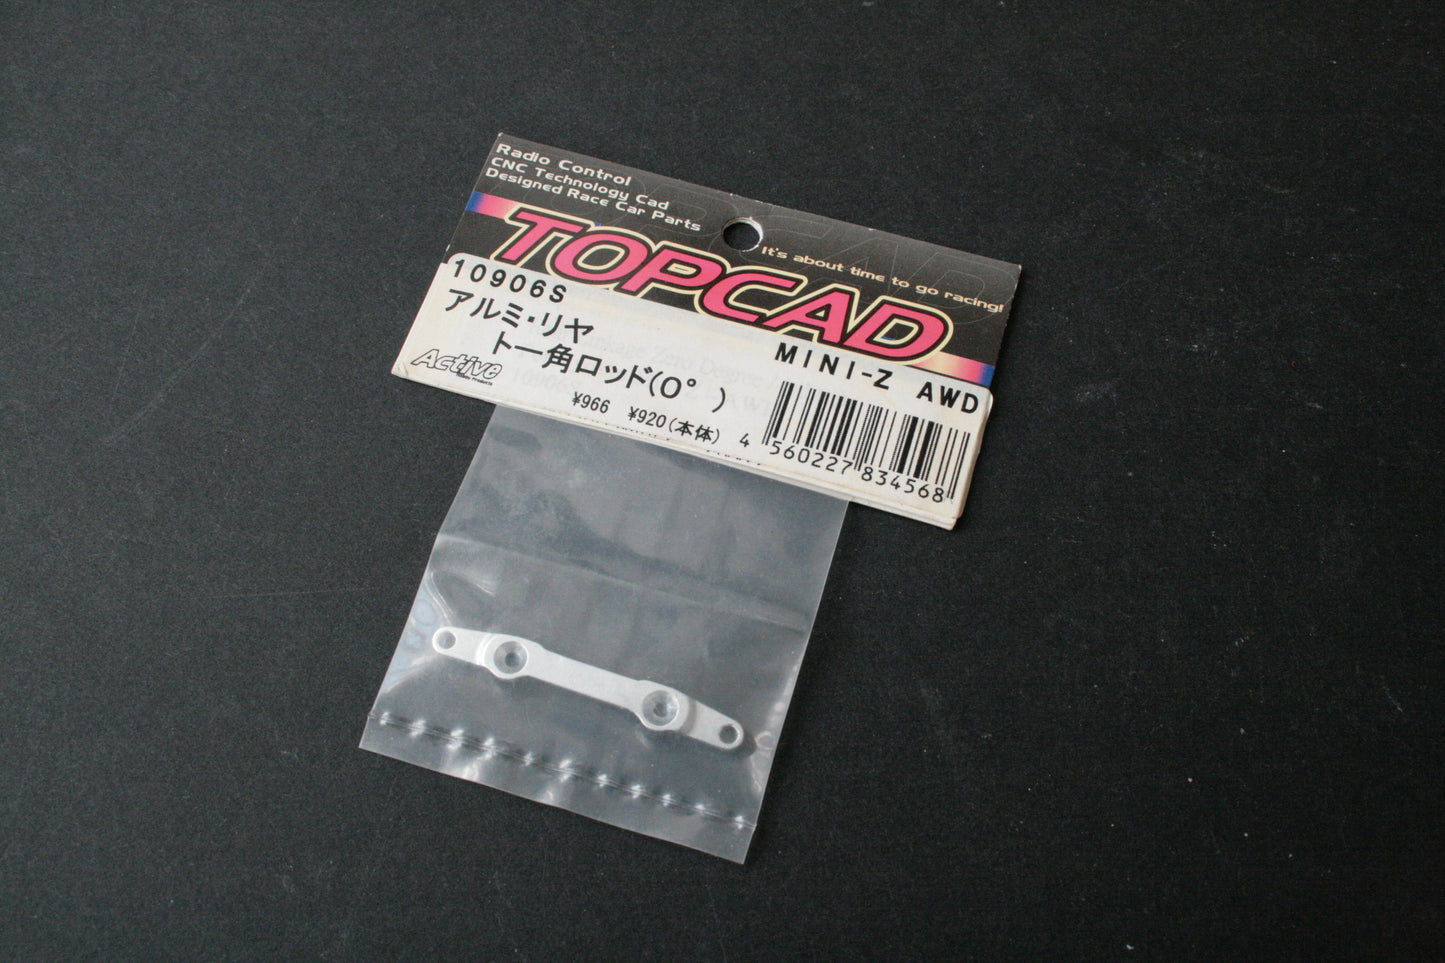 Radio Control
CNC Technology Cad
Designed Race Car Parts
It's about time to go racing!
TOPCAD
10906S
アルミ・リヤ
トー角ロッド(0°)
MINI-Z AWD
Active
¥966 ¥920(本体)
4 560227 834568